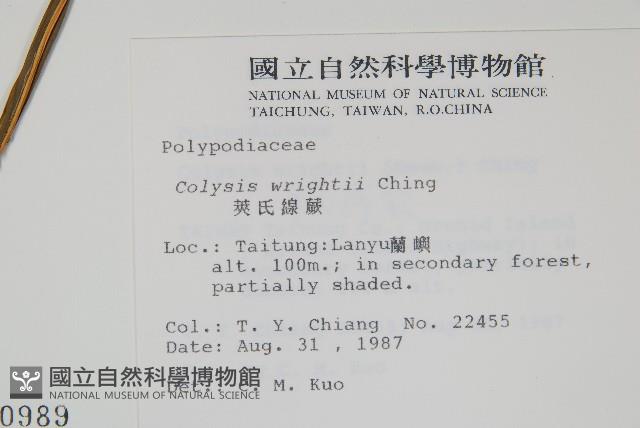 國立自然科學博物館
NATIONAL MUSEUM OF NATURAL SCIENCE
TAICHUNG, TAIWAN, R.O.CHINA
Polypodiaceae
Colysis wrightii Ching
萊氏線蕨
Loc.: Taitung:Lanyu蘭嶼
alt. 100m.; in secondary forest,
partially shaded.
Col.: T. Y. Chiang No. 22455
Date: Aug. 31 , 1987
Det.: C. M. Kuo
國立自然科學博物館
NATIONAL MUSEUM OF NATURAL SCIENCE
0989